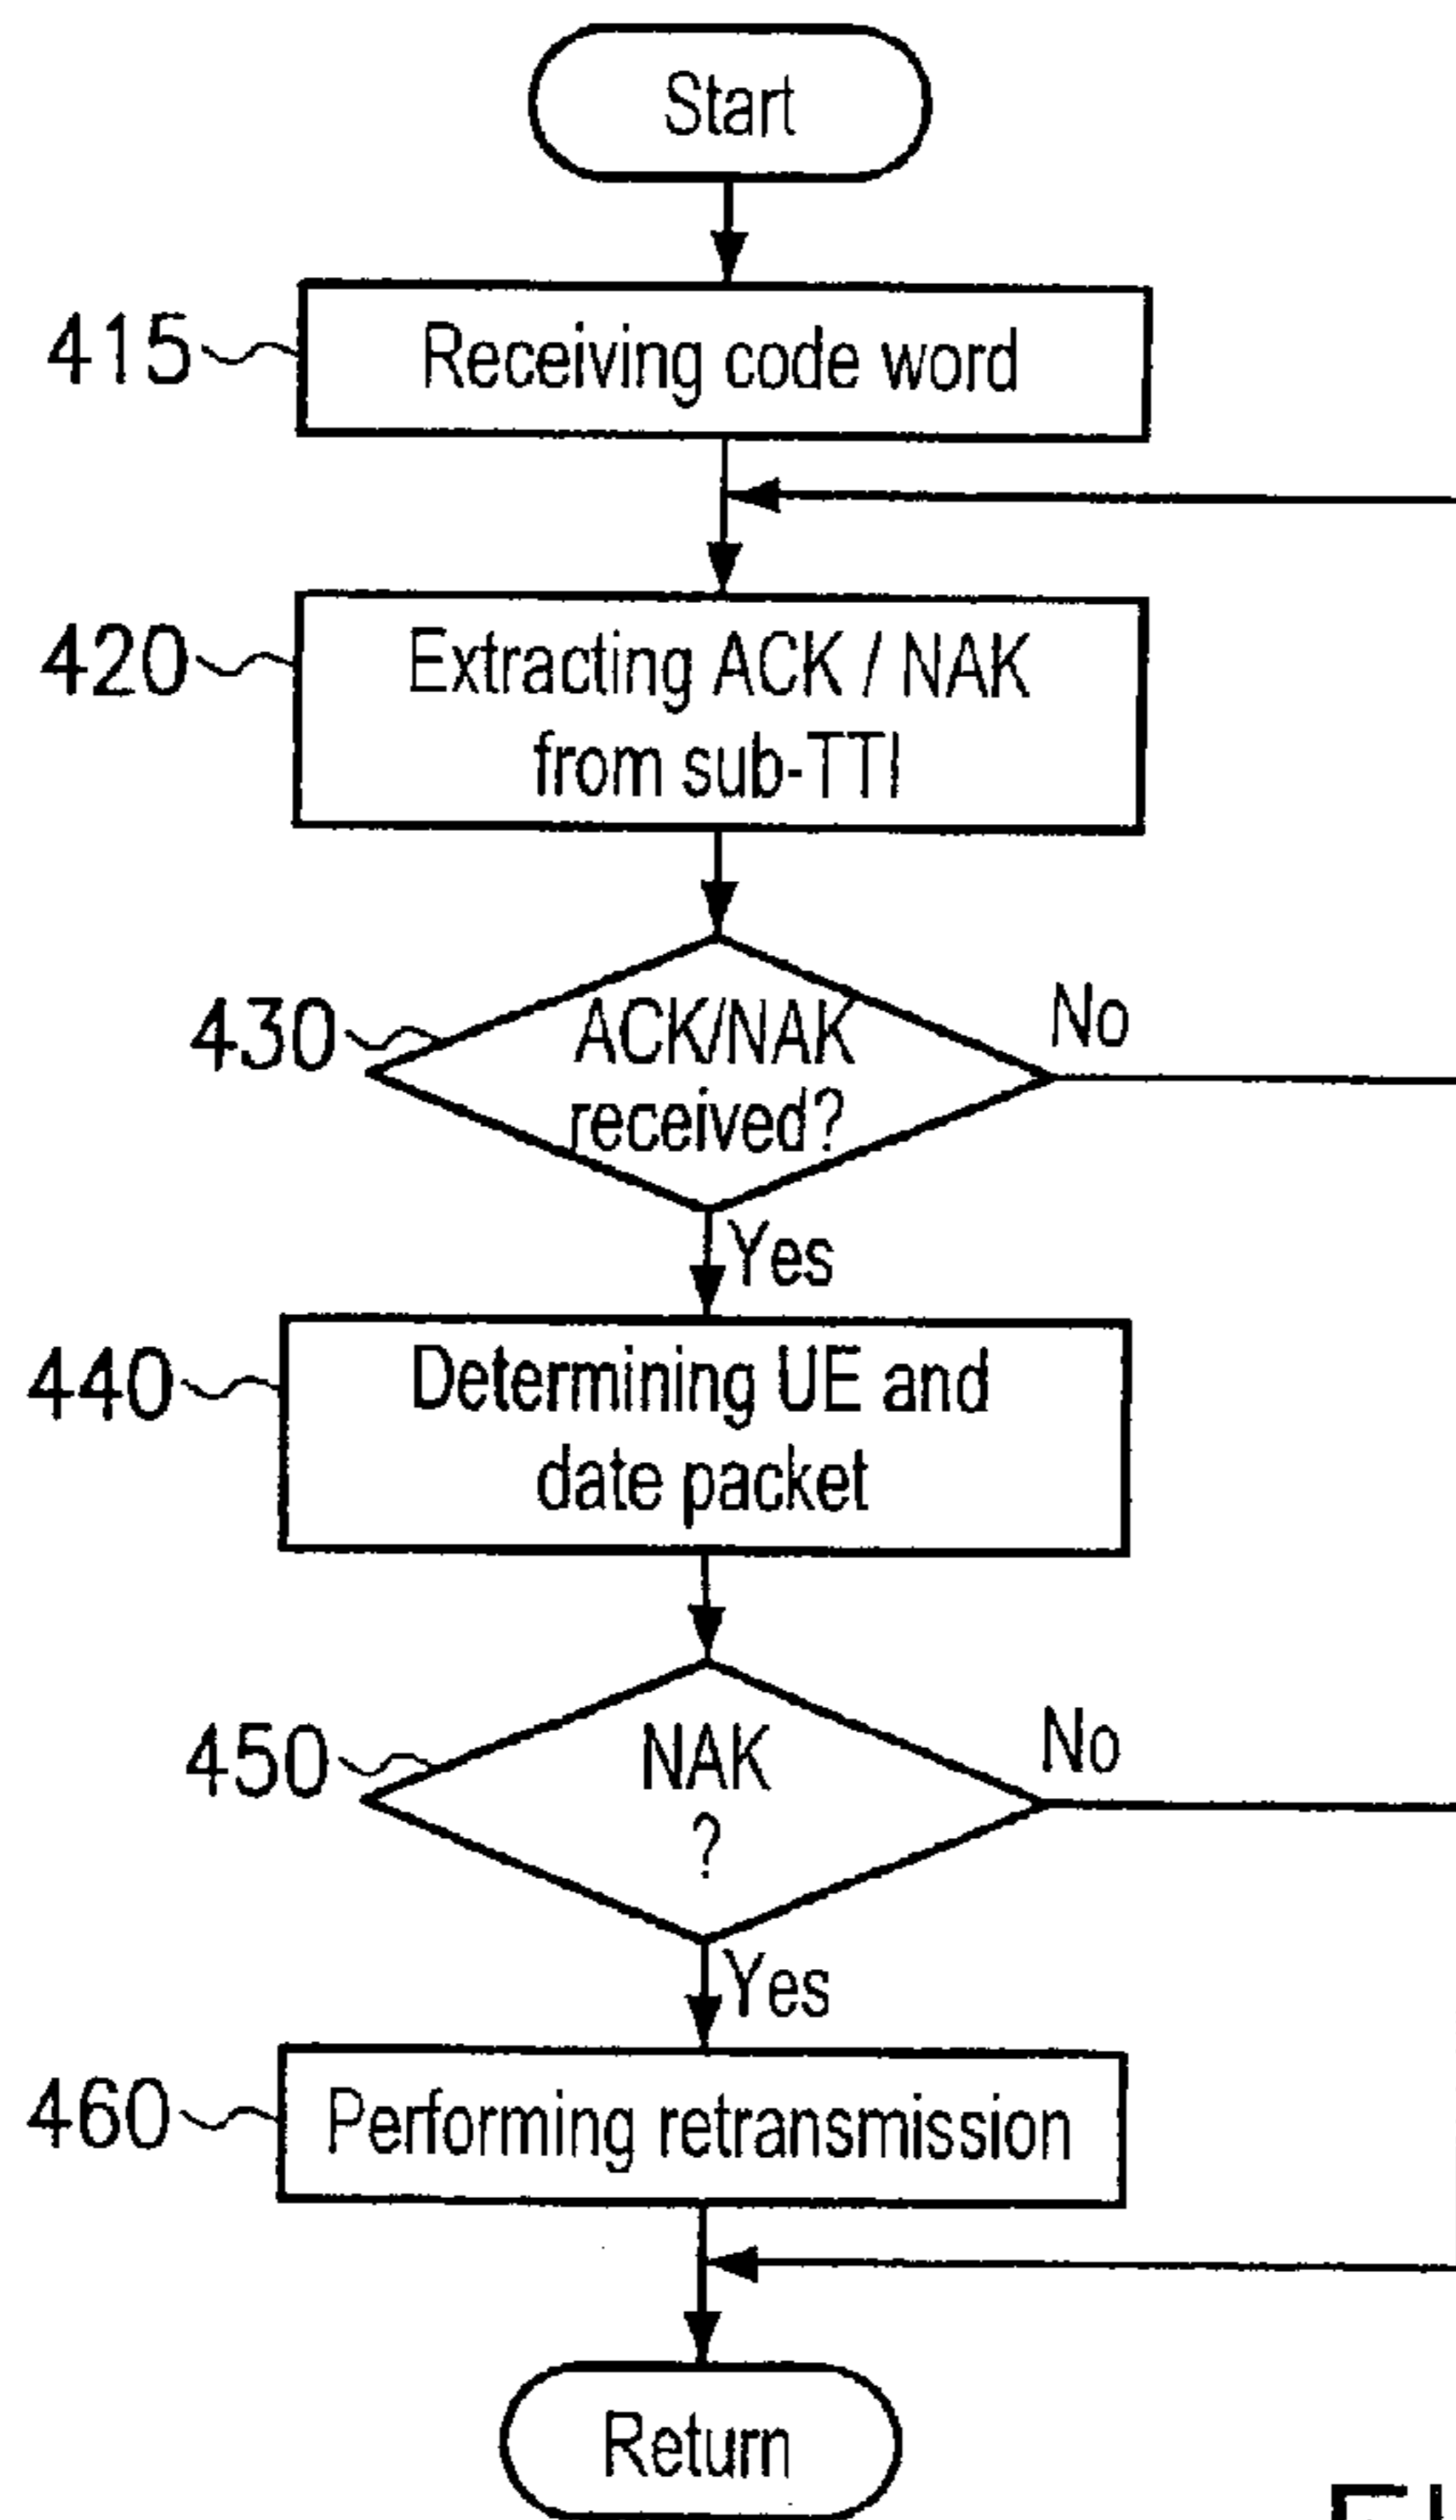 Start
415
Receiving code word
420
Extracting ACK / NAK
from sub-TTI
430
ACK/NAK
received?
No
Yes
440
Determining UE and
date packet
450
NAK
?
No
Yes
460
Performing retransmission
Return